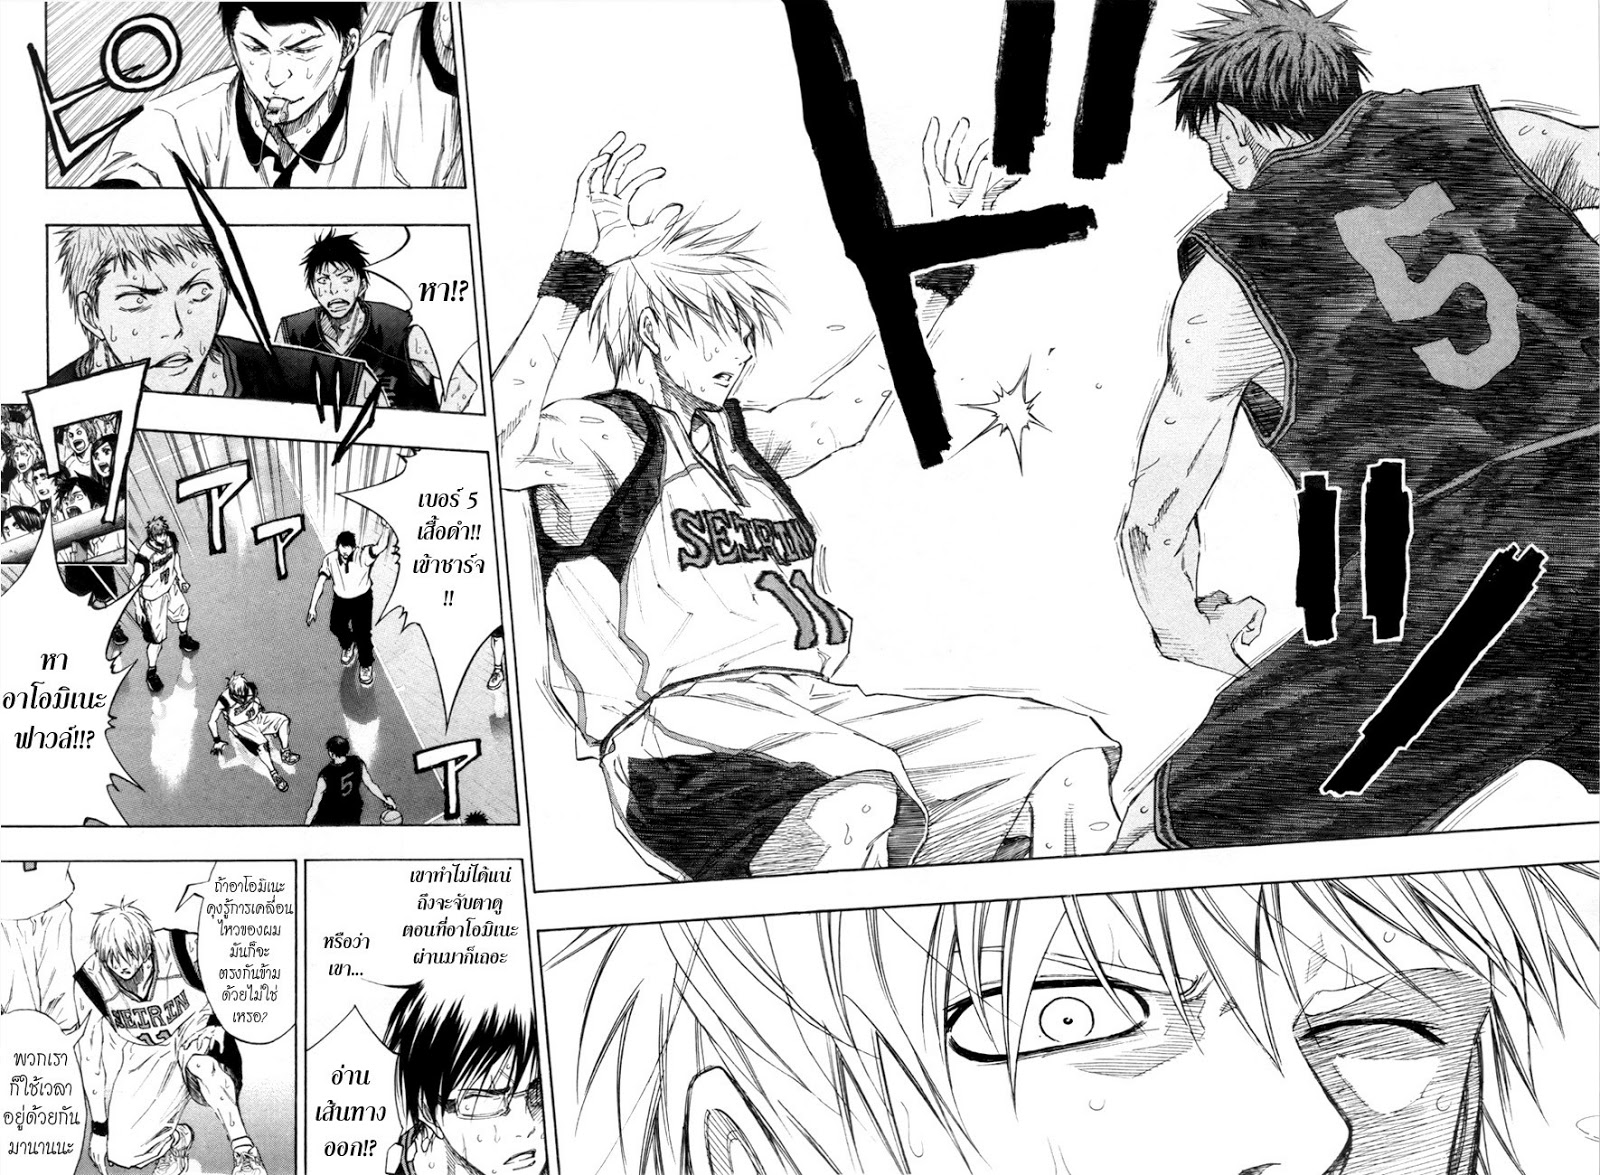 ド
!!
!!
/
5
SEIRIN
11
ピ
หา!?
เบอร์ 5
เสื้อดำ!!
เข้าชาร์จ
!!
ワ
ア
ア
ア
5
หา
อาโอมิเนะ
ฟาวล์!!?
เขาทำไม่ได้แน่
ถึงจะจับตาดู
ตอนที่อาโอมิเนะ
ผ่านมาก็เถอะ
หรือว่า
เขา...
อ่าน
เส้นทาง
ออก!?
ถ้าอาโอมิเนะ
คุงรู้การเคลื่อน
ไหวของผม
มันก็จะ
ตรงกันข้าม
ด้วยไม่ใช่
เหรอ?
SEIRIN
11
พวกเรา
ก็ใช้เวลา
อยู่ด้วยกัน
มานานนะ